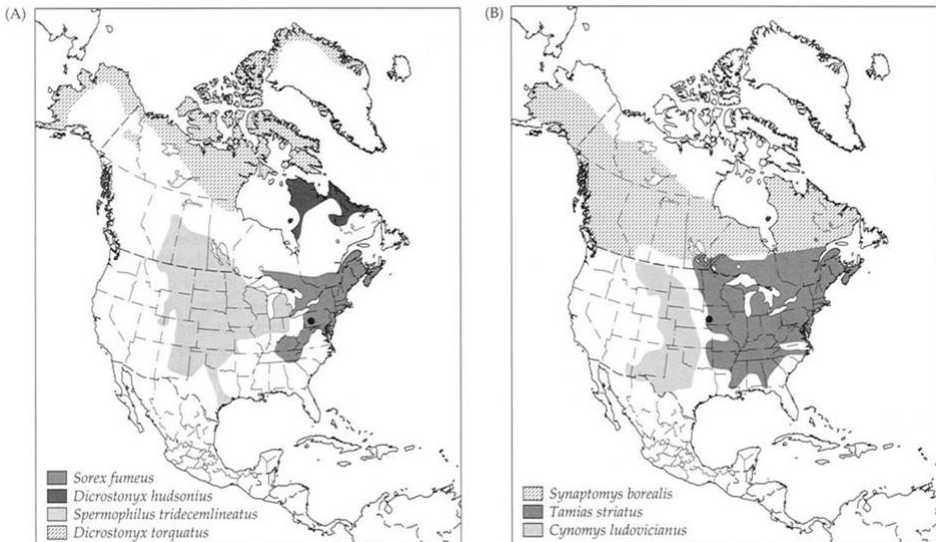 (A)
Sorex fumeus
Dicrostonyx hudsonius
Spermophilus tridecemlineatus
Dicrostonyx torquatus
(B)
Synaptomys borealis
Tamias striatus
Cynomys ludovicianus